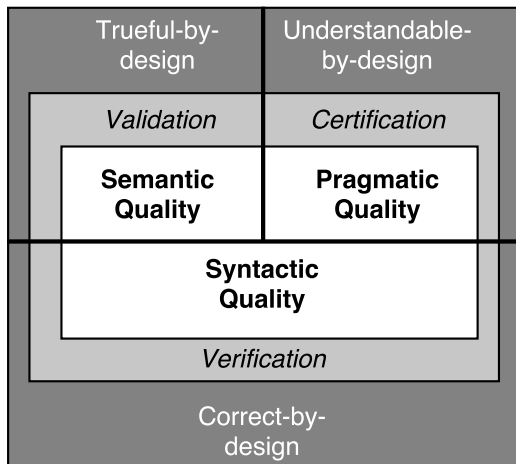 Trueful-by-
design
Understandable-
by-design
Validation
Certification
Semantic
Quality
Pragmatic
Quality
Syntactic
Quality
Verification
Correct-by-
design